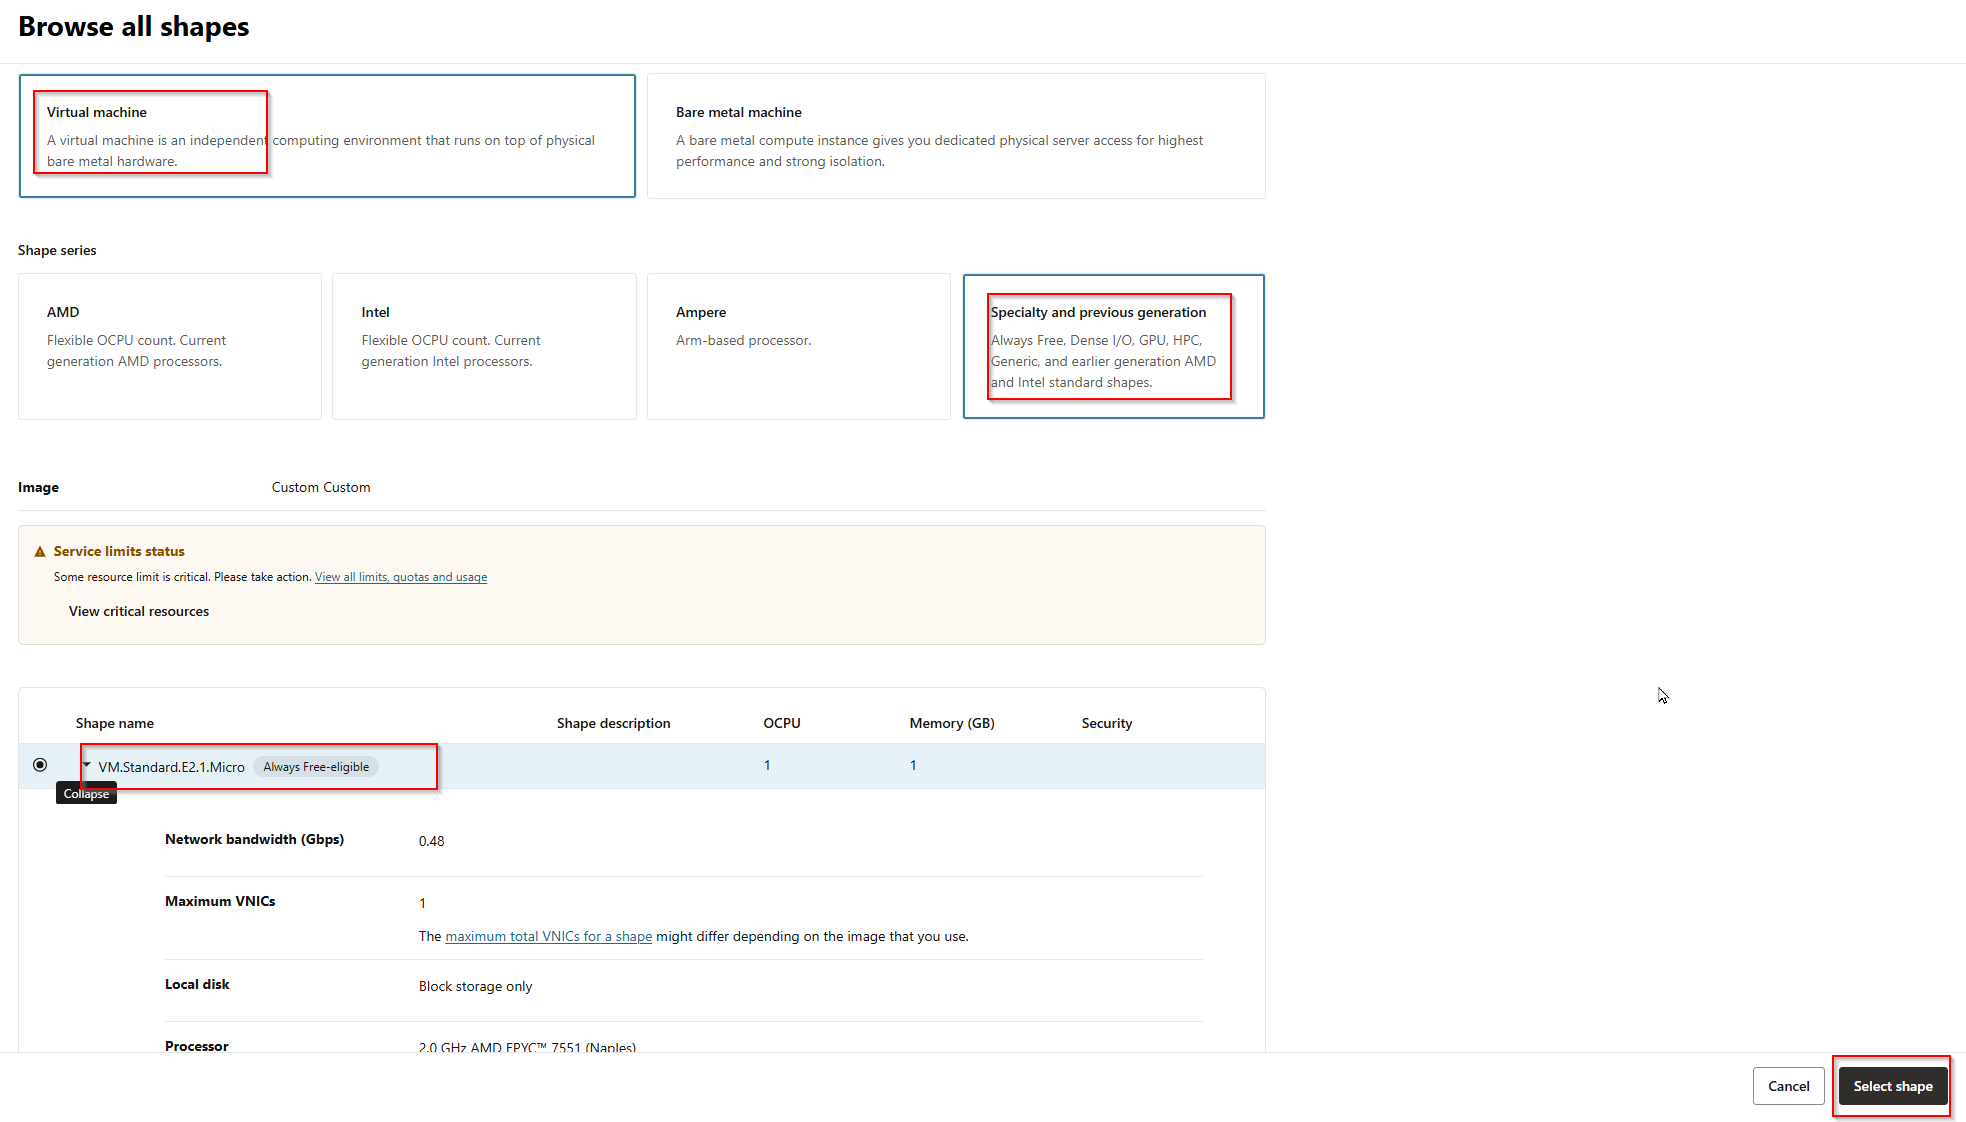 Browse all shapes
Virtual machine
A virtual machine is an independent computing environment that runs on top of physical
bare metal hardware.
Bare metal machine
A bare metal compute instance gives you dedicated physical server access for highest
performance and strong isolation.
Shape series
AMD
Flexible OCPU count. Current
generation AMD processors.
Intel
Flexible OCPU count. Current
generation Intel processors.
Ampere
Arm-based processor.
Specialty and previous generation
Always Free, Dense I/O, GPU, HPC,
Generic, and earlier generation AMD
and Intel standard shapes.
Image Custom Custom
Service limits status
Some resource limit is critical. Please take action. View all limits, quotas and usage
View critical resources
Shape name Shape description OCPU Memory (GB) Security
VM.Standard.E2.1.Micro Always Free-eligible 1 1
Collapse
Network bandwidth (Gbps) 0.48
Maximum VNICs 1
The maximum total VNICs for a shape might differ depending on the image that you use.
Local disk Block storage only
Processor 2.0 GHz AMD EPYC™ 7551 (Naples)
Cancel Select shape